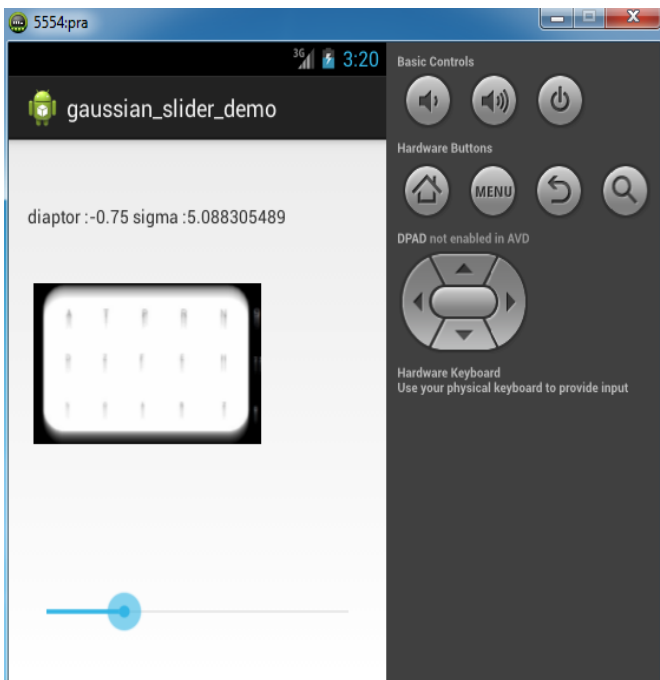 5554:pra
3G 3:20
gaussian_slider_demo
diaptor :-0.75 sigma :5.088305489
Basic Controls
Hardware Buttons
MENU
DPAD not enabled in AVD
Hardware Keyboard
Use your physical keyboard to provide input